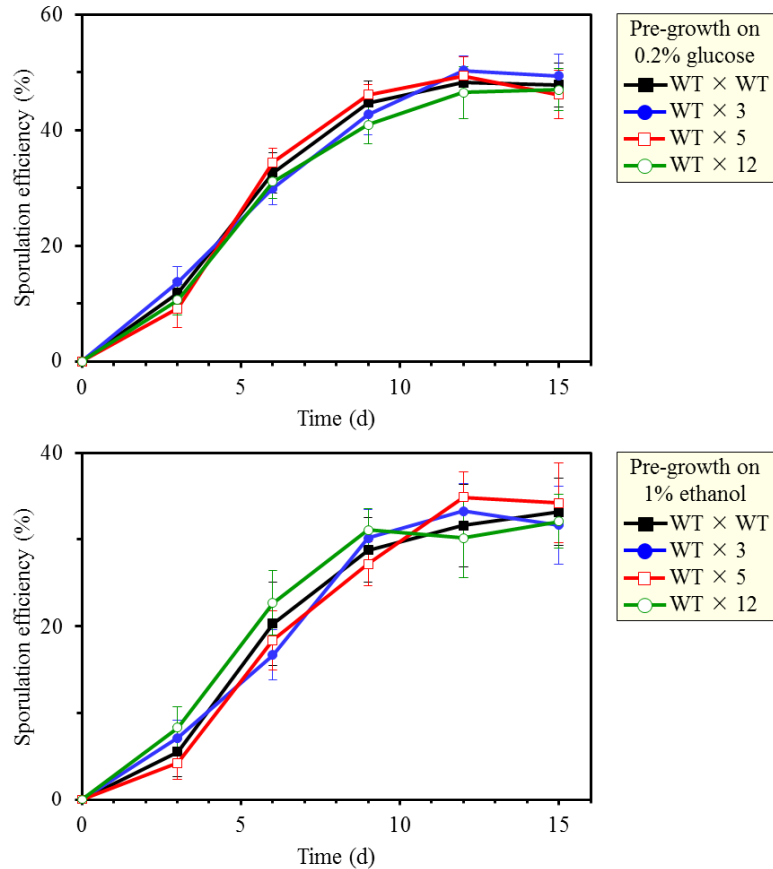 60
40
20
0
Sporulation efficiency (%)
0
5
10
15
Time (d)
Pre-growth on
0.2% glucose
WT × WT
WT × 3
WT × 5
WT × 12
40
20
0
Sporulation efficiency (%)
0
5
10
15
Time (d)
Pre-growth on
1% ethanol
WT × WT
WT × 3
WT × 5
WT × 12